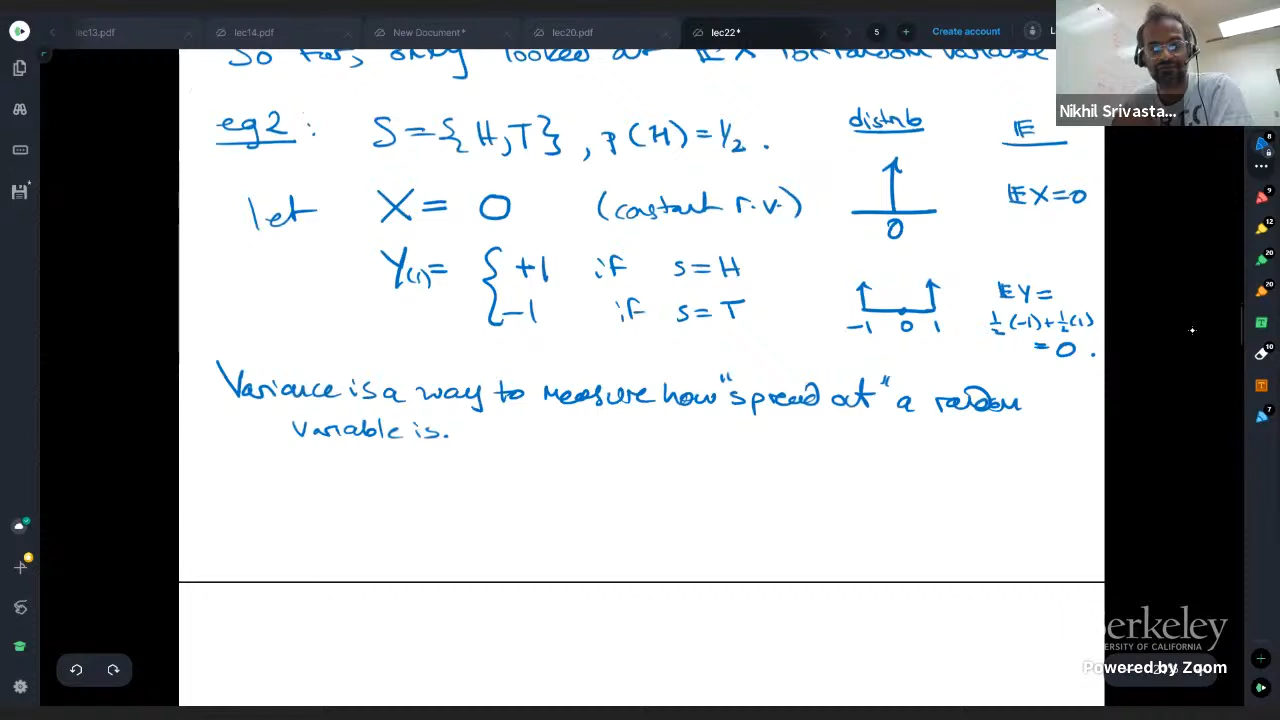 lec13.pdf lec14.pdf New Document* lec20.pdf lec22* 5 Create account
So far, only looked at 𝔼X for random variable
Nikhil Srivasta...
eg2: S={H,T}, p(H)=1/2. distrib 𝔼
let X= 0 (constant r.v.) 0 𝔼X=0
Y(s)= { +1 if s=H
-1 if s=T -1 0 1
𝔼Y=
1/2(-1)+1/2(1)
=0.
Variance is a way to measure how "spread out" a random
variable is.
Berkeley
UNIVERSITY OF CALIFORNIA
Powered by Zoom